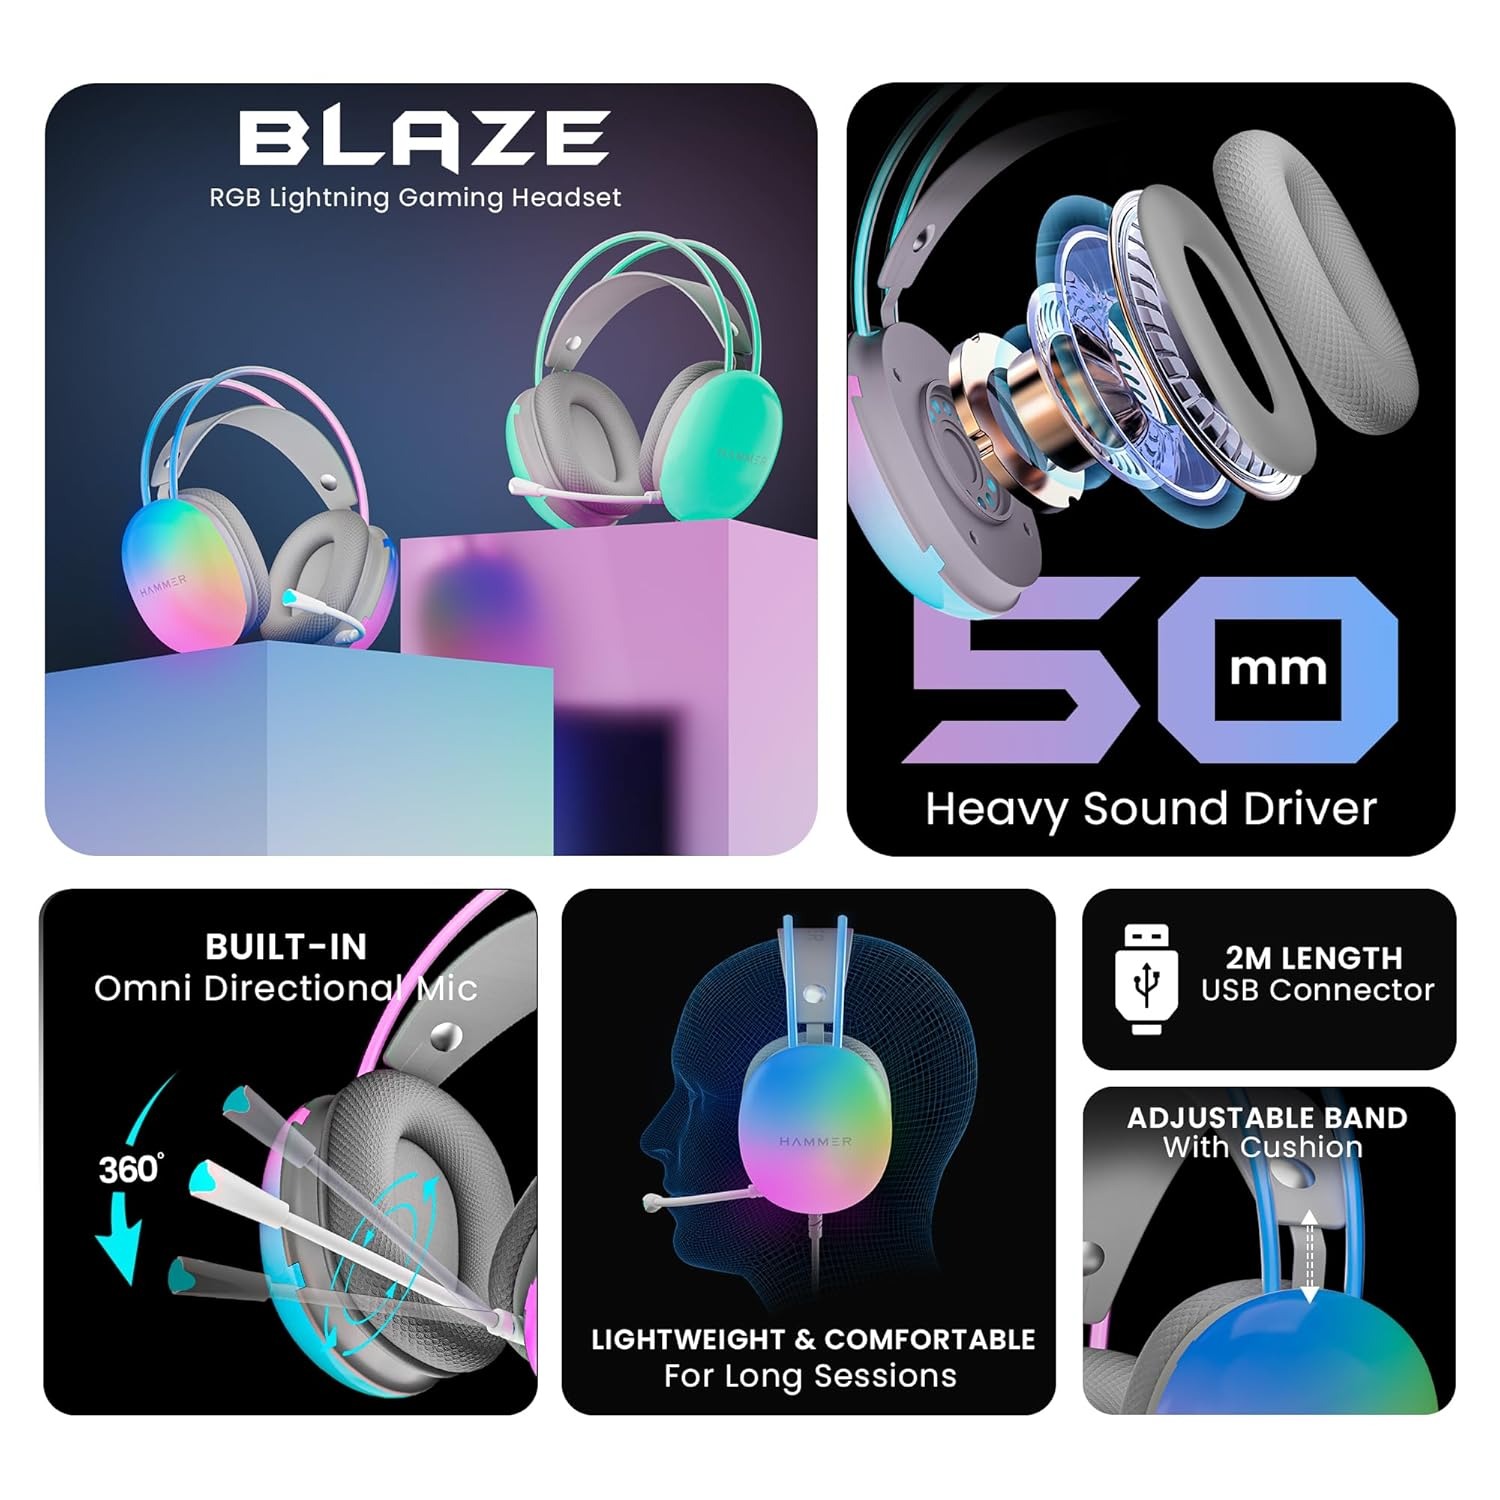 BLAZE
RGB Lightning Gaming Headset
HAMMER
HAMMER
50
mm
Heavy Sound Driver
BUILT-IN
Omni Directional Mic
360°
HAMMER
LIGHTWEIGHT & COMFORTABLE
For Long Sessions
2M LENGTH
USB Connector
ADJUSTABLE BAND
With Cushion